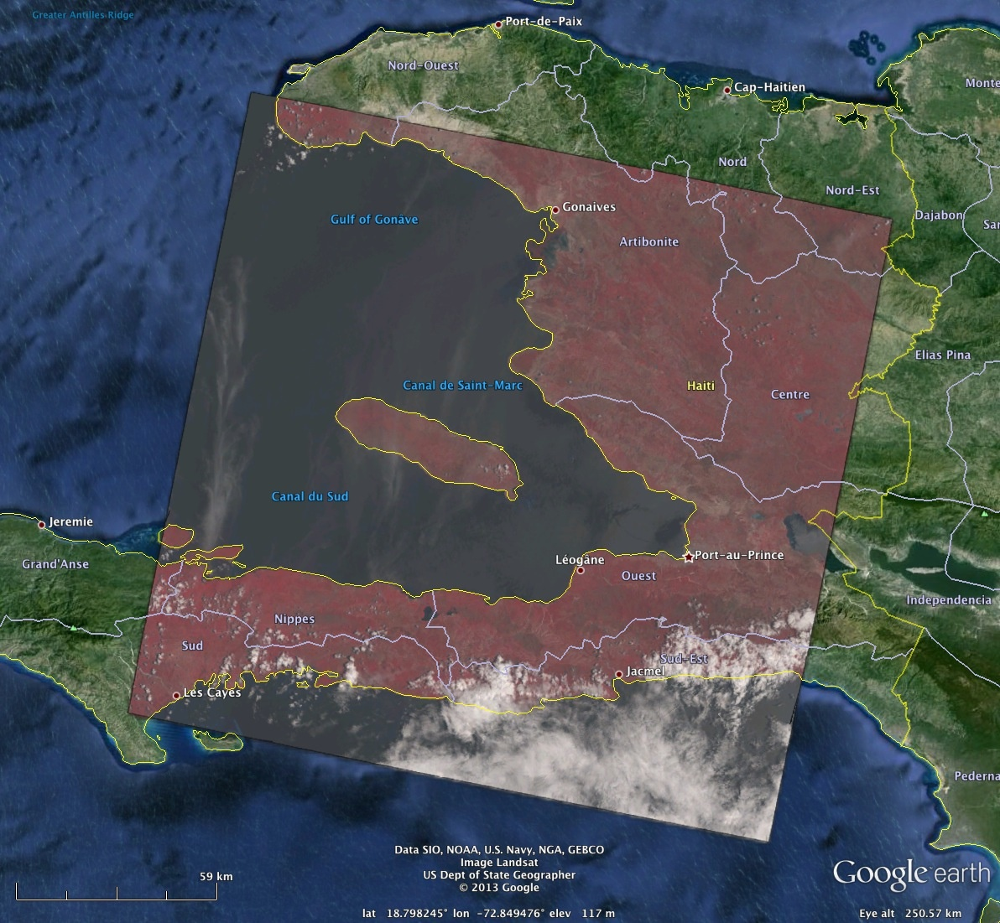 Greater Antilles Ridge
Port-de-Paix
Nord-Ouest
Monte
Cap-Haitien
Nord
Nord-Est
Gonaives
Gulf of Gonâve
Dajabon
San
Artibonite
Elias Pina
Canal de Saint-Marc
Haiti
Centre
Canal du Sud
Jeremie
Grand'Anse
Léogane
Port-au-Prince
Ouest
Independencia
Nippes
Sud
Sud-Est
Jacmel
Les Cayes
Pederna
Data SIO, NOAA, U.S. Navy, NGA, GEBCO
Image Landsat
US Dept of State Geographer
© 2013 Google
Google earth
59 km
lat 18.798245° lon -72.849476° elev 117 m
Eye alt 250.57 km